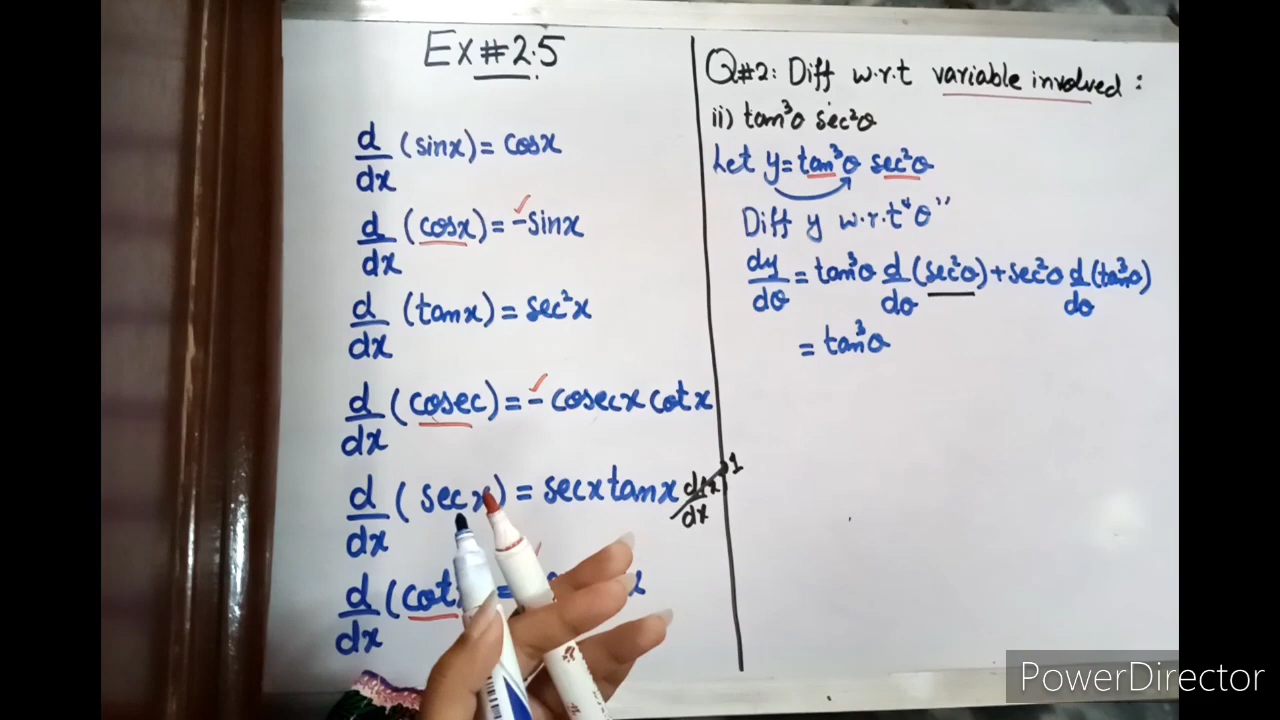 Ex#2.5
d/dx (sinx) = cosx
d/dx (cosx) = -sinx
d/dx (tanx) = sec²x
d/dx (cosec) = - cosecx cotx
d/dx (secx) = secx tanx dx/dx 1
d/dx (cot =
Q#2: Diff w.r.t variable involved :
ii) tan³θ sec²θ
Let y = tan³θ sec²θ
Diff y w.r.t "θ"
dy/dθ = tan³θ d/dθ (sec²θ) + sec²θ d/dθ (tan³θ)
= tan³θ
PowerDirector